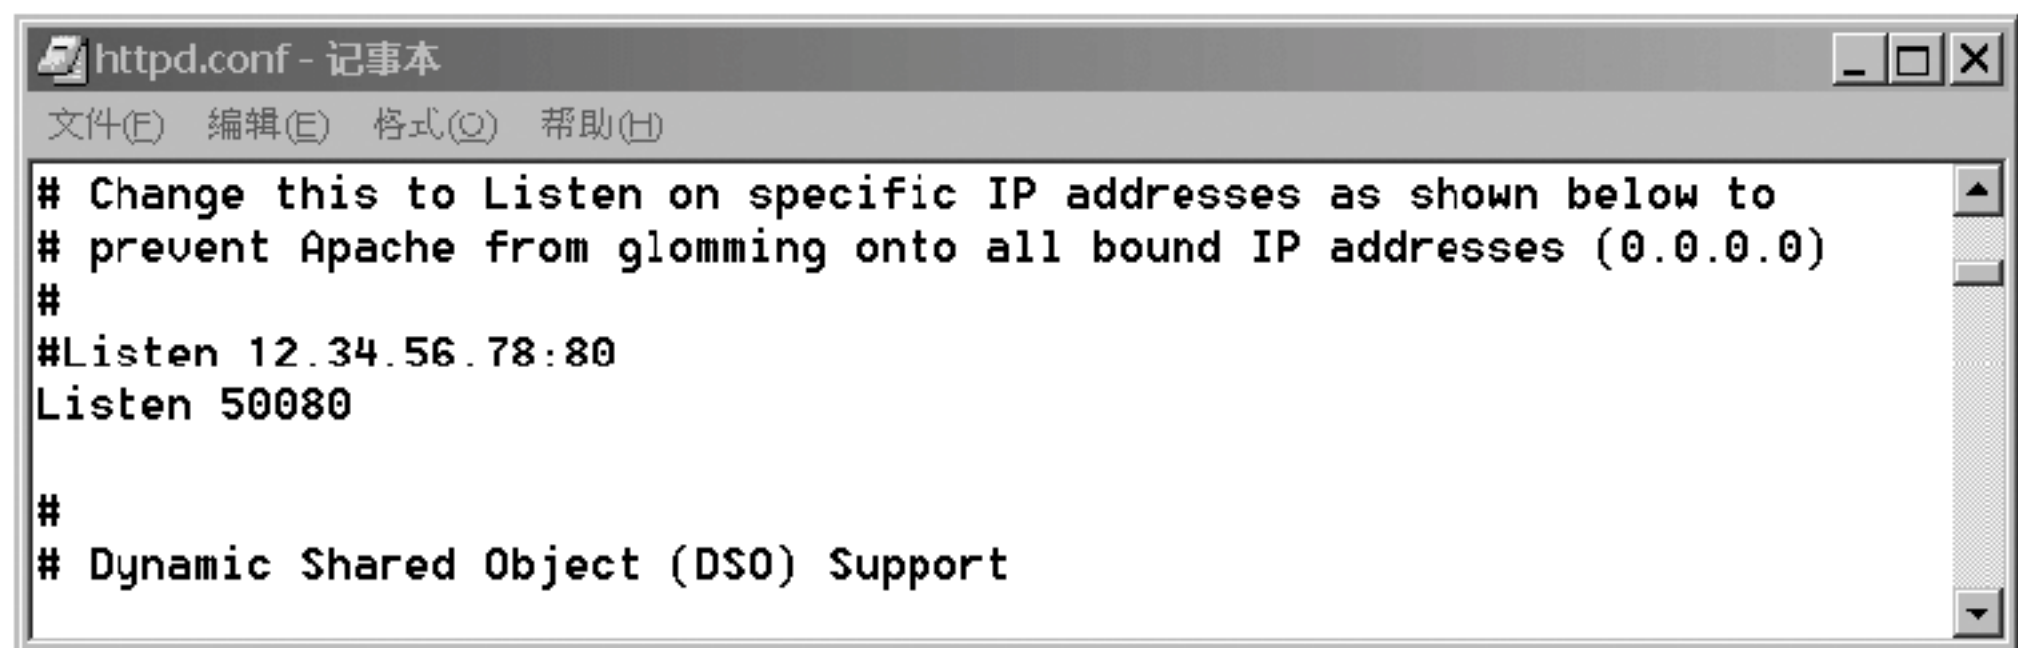 httpd.conf - 记事本
文件(F) 编辑(E) 格式(O) 帮助(H)
# Change this to Listen on specific IP addresses as shown below to
# prevent Apache from glomming onto all bound IP addresses (0.0.0.0)
#
#Listen 12.34.56.78:80
Listen 50080
#
# Dynamic Shared Object (DSO) Support